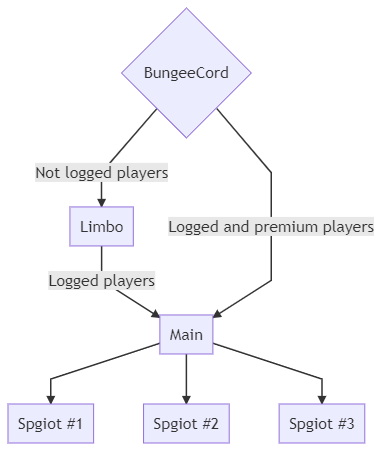 BungeeCord
Not logged players
Limbo
Logged and premium players
Logged players
Main
Spgiot #1
Spgiot #2
Spgiot #3